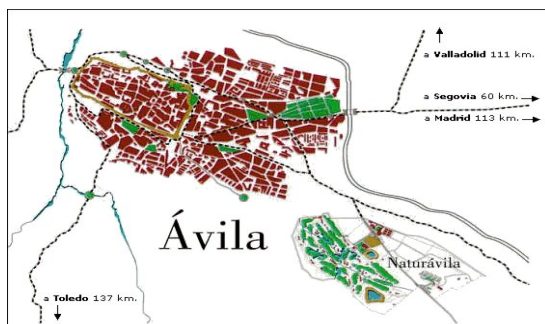 a Valladolid 111 km.
a Segovia 60 km.
a Madrid 113 km.
Ávila
Naturávila
a Toledo 137 km.